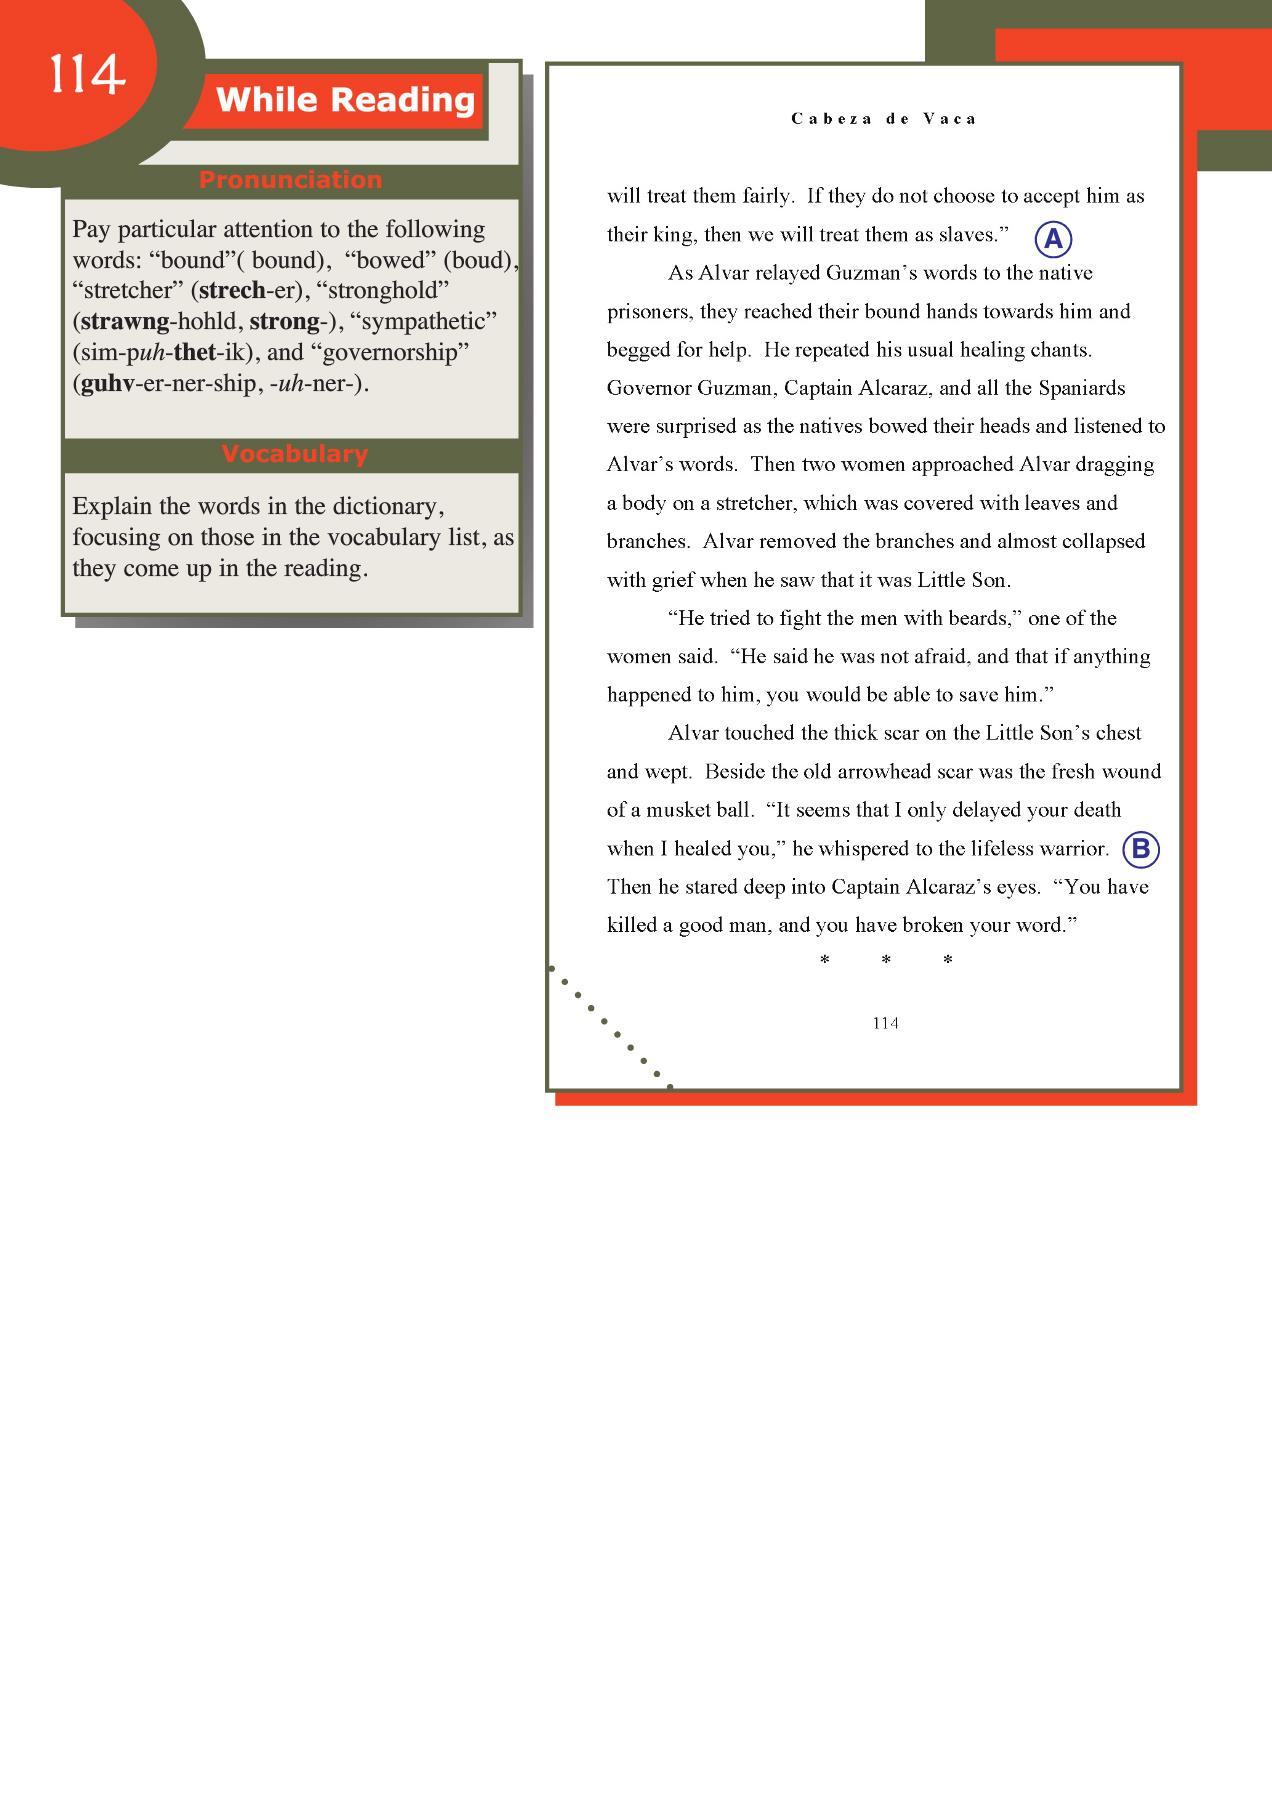 114
While Reading
Pronunciation
Pay particular attention to the following
words: “bound”( bound),  “bowed” (boud),
“stretcher” (strech-er), “stronghold”
(strawng-hohld, strong-), “sympathetic”
(sim-puh-thet-ik), and “governorship”
(guhv-er-ner-ship, -uh-ner-).
Vocabulary
Explain the words in the dictionary,
focusing on those in the vocabulary list, as
they come up in the reading.
Cabeza de Vaca
will treat them fairly.  If they do not choose to accept him as
their king, then we will treat them as slaves.” A
As Alvar relayed Guzman’s words to the native
prisoners, they reached their bound hands towards him and
begged for help.  He repeated his usual healing chants.
Governor Guzman, Captain Alcaraz, and all the Spaniards
were surprised as the natives bowed their heads and listened to
Alvar’s words.  Then two women approached Alvar dragging
a body on a stretcher, which was covered with leaves and
branches.  Alvar removed the branches and almost collapsed
with grief when he saw that it was Little Son.
“He tried to fight the men with beards,” one of the
women said.  “He said he was not afraid, and that if anything
happened to him, you would be able to save him.”
Alvar touched the thick scar on the Little Son’s chest
and wept.  Beside the old arrowhead scar was the fresh wound
of a musket ball.  “It seems that I only delayed your death
when I healed you,” he whispered to the lifeless warrior. B
Then he stared deep into Captain Alcaraz’s eyes.  “You have
killed a good man, and you have broken your word.”
* * *
114